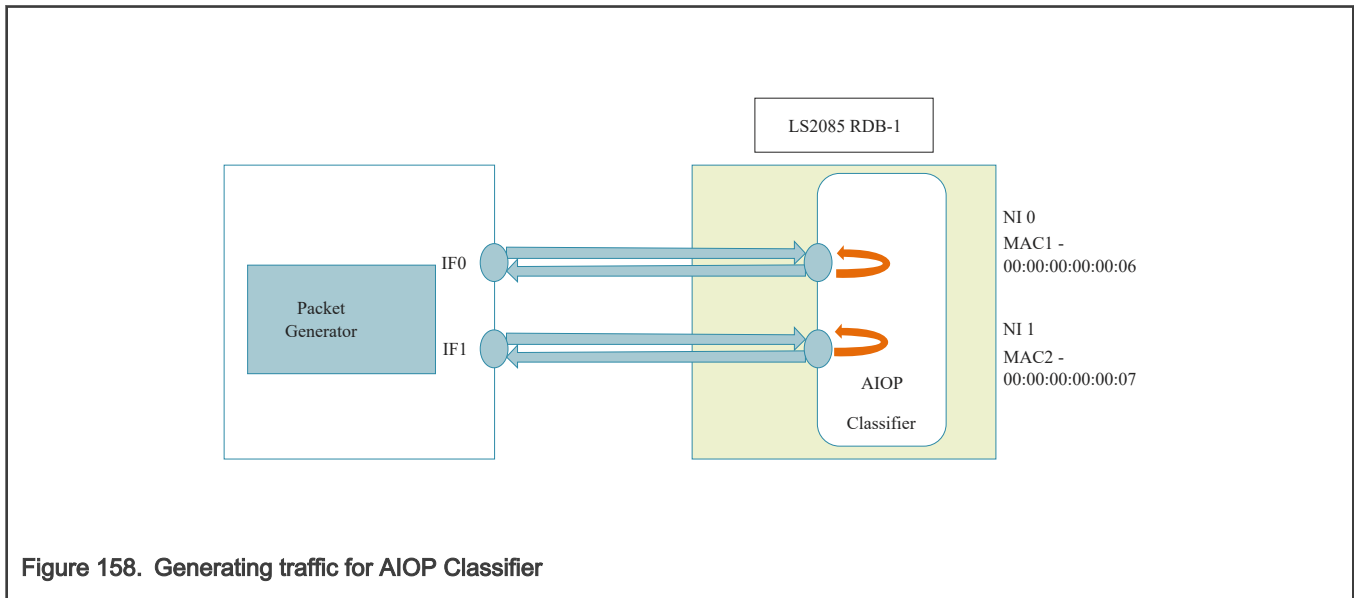 LS2085 RDB-1
NI 0
MAC1 -
00:00:00:00:00:06
IF0
Packet
Generator
NI 1
IF1
MAC2 -
00:00:00:00:00:07
AIOP
Classifier
Figure 158. Generating traffic for AIOP Classifier